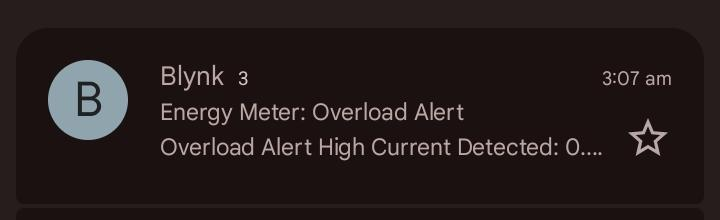 B
Blynk 3 3:07 am
Energy Meter: Overload Alert
Overload Alert High Current Detected: 0....